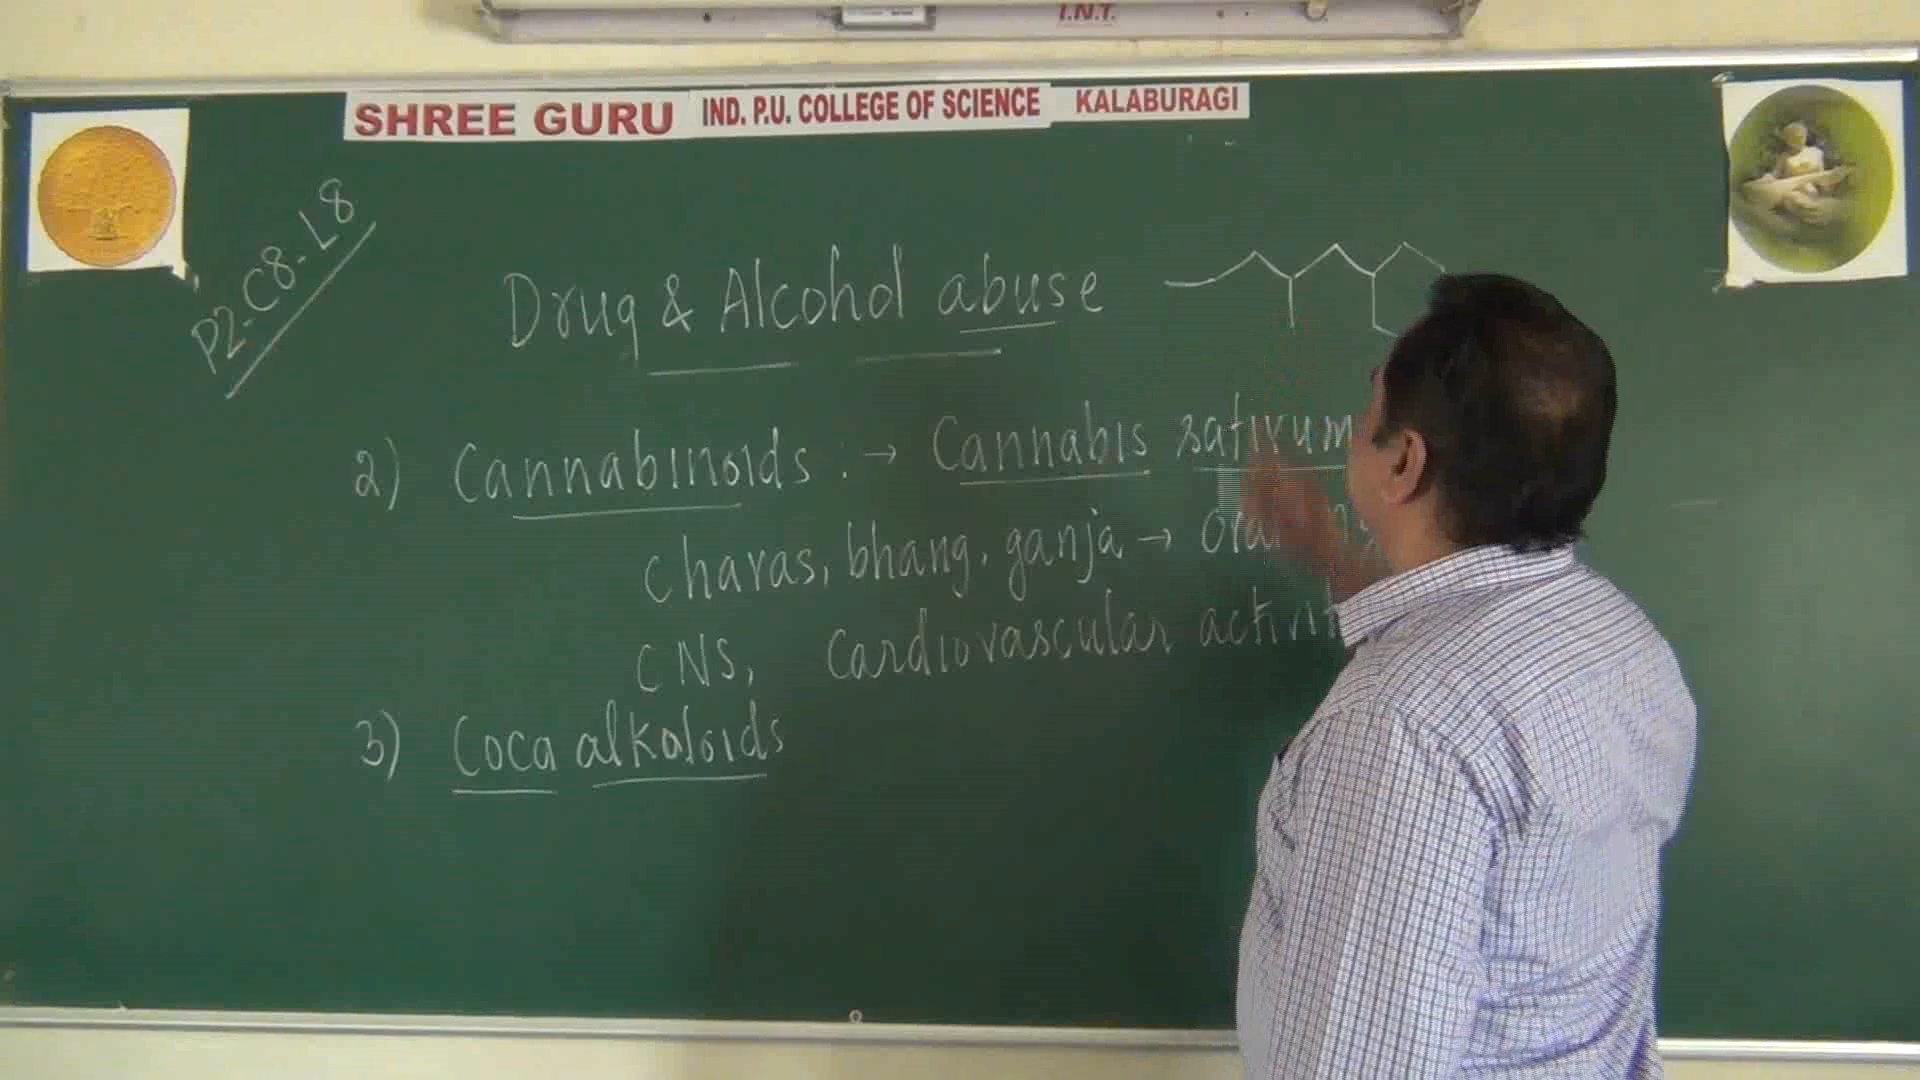 I.N.T.
SHREE GURU IND. P.U. COLLEGE OF SCIENCE KALABURAGI
P2-C8-L8
Drug & Alcohol abuse
2) Cannabinoids :→ Cannabis sativum
Charas, bhang, ganja →
CNS, Cardiovascular
3) Coca alkaloids